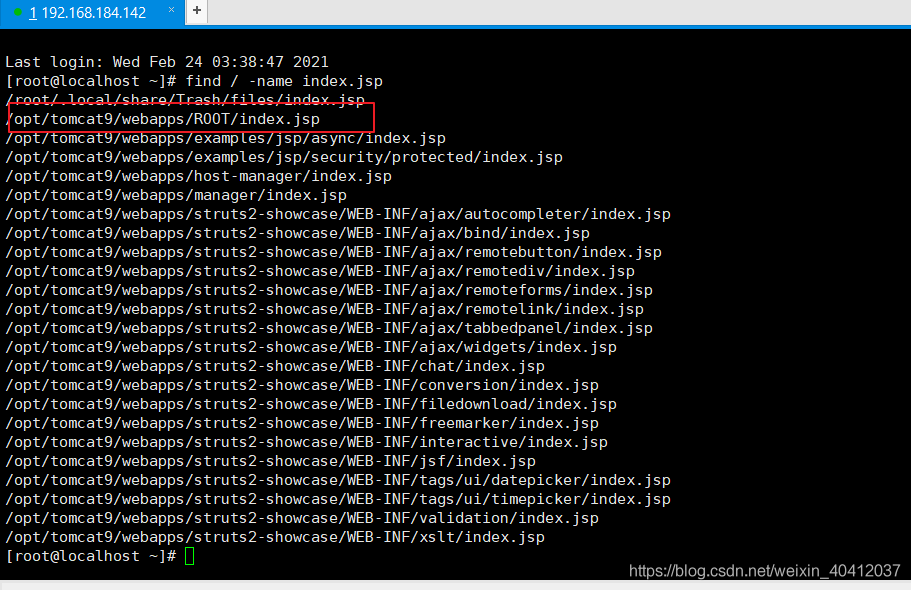 1 192.168.184.142 × +
Last login: Wed Feb 24 03:38:47 2021
[root@localhost ~]# find / -name index.jsp
/root/.local/share/Trash/files/index.jsp
/opt/tomcat9/webapps/ROOT/index.jsp
/opt/tomcat9/webapps/examples/jsp/async/index.jsp
/opt/tomcat9/webapps/examples/jsp/security/protected/index.jsp
/opt/tomcat9/webapps/host-manager/index.jsp
/opt/tomcat9/webapps/manager/index.jsp
/opt/tomcat9/webapps/struts2-showcase/WEB-INF/ajax/autocompleter/index.jsp
/opt/tomcat9/webapps/struts2-showcase/WEB-INF/ajax/bind/index.jsp
/opt/tomcat9/webapps/struts2-showcase/WEB-INF/ajax/remotebutton/index.jsp
/opt/tomcat9/webapps/struts2-showcase/WEB-INF/ajax/remotediv/index.jsp
/opt/tomcat9/webapps/struts2-showcase/WEB-INF/ajax/remoteforms/index.jsp
/opt/tomcat9/webapps/struts2-showcase/WEB-INF/ajax/remotelink/index.jsp
/opt/tomcat9/webapps/struts2-showcase/WEB-INF/ajax/tabbedpanel/index.jsp
/opt/tomcat9/webapps/struts2-showcase/WEB-INF/ajax/widgets/index.jsp
/opt/tomcat9/webapps/struts2-showcase/WEB-INF/chat/index.jsp
/opt/tomcat9/webapps/struts2-showcase/WEB-INF/conversion/index.jsp
/opt/tomcat9/webapps/struts2-showcase/WEB-INF/filedownload/index.jsp
/opt/tomcat9/webapps/struts2-showcase/WEB-INF/freemarker/index.jsp
/opt/tomcat9/webapps/struts2-showcase/WEB-INF/interactive/index.jsp
/opt/tomcat9/webapps/struts2-showcase/WEB-INF/jsf/index.jsp
/opt/tomcat9/webapps/struts2-showcase/WEB-INF/tags/ui/datepicker/index.jsp
/opt/tomcat9/webapps/struts2-showcase/WEB-INF/tags/ui/timepicker/index.jsp
/opt/tomcat9/webapps/struts2-showcase/WEB-INF/validation/index.jsp
/opt/tomcat9/webapps/struts2-showcase/WEB-INF/xslt/index.jsp
[root@localhost ~]#
https://blog.csdn.net/weixin_40412037